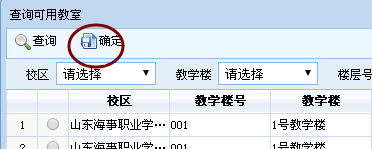 查询可用教室
查询 确定
校区 请选择 教学楼 请选择 楼层号
校区 教学楼号 教学楼
1 山东海事职业学… 001 1号教学楼
2 山东海事职业学… 002 2号教学楼